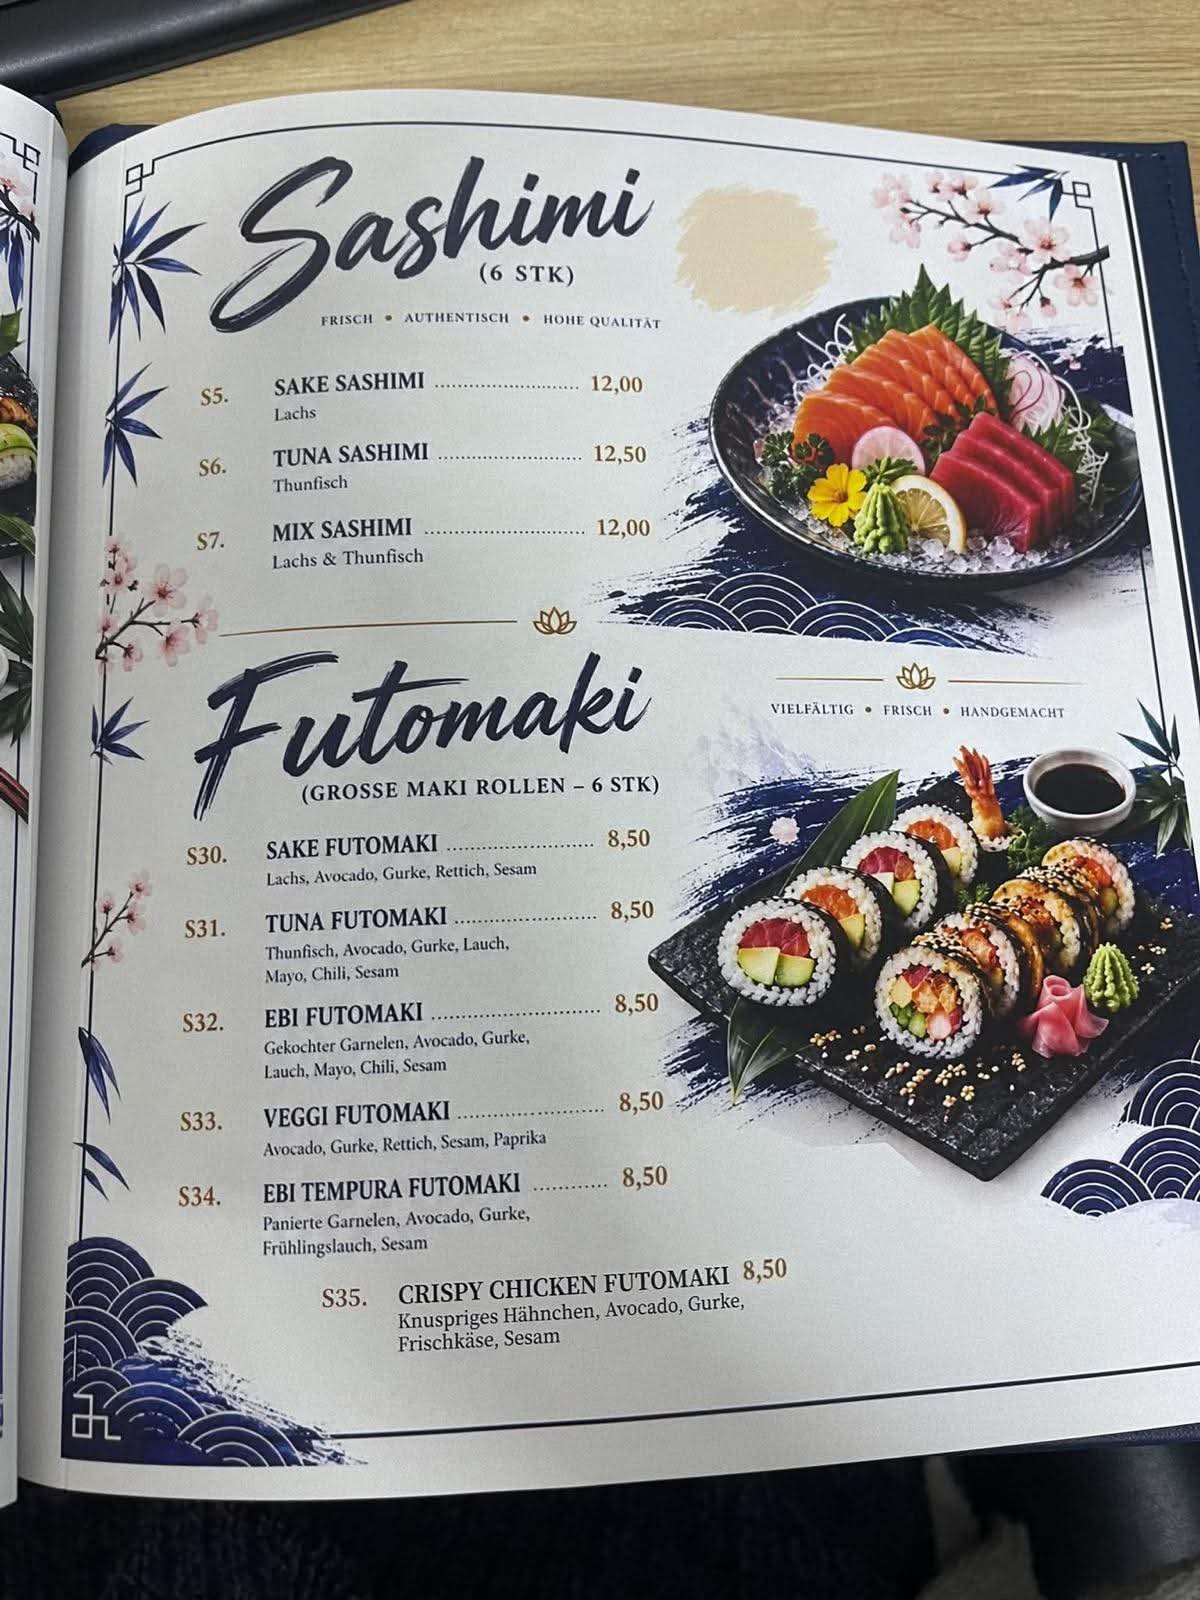 Sashimi
(6 STK)
FRISCH • AUTHENTISCH • HOHE QUALITÄT
S5. SAKE SASHIMI ........................... 12,00
Lachs
S6. TUNA SASHIMI ........................... 12,50
Thunfisch
S7. MIX SASHIMI ............................. 12,00
Lachs & Thunfisch
Futomaki
(GROSSE MAKI ROLLEN – 6 STK)
VIELFÄLTIG • FRISCH • HANDGEMACHT
S30. SAKE FUTOMAKI ........................... 8,50
Lachs, Avocado, Gurke, Rettich, Sesam
S31. TUNA FUTOMAKI .......................... 8,50
Thunfisch, Avocado, Gurke, Lauch,
Mayo, Chili, Sesam
S32. EBI FUTOMAKI ............................... 8,50
Gekochter Garnelen, Avocado, Gurke,
Lauch, Mayo, Chili, Sesam
S33. VEGGI FUTOMAKI .......................... 8,50
Avocado, Gurke, Rettich, Sesam, Paprika
S34. EBI TEMPURA FUTOMAKI ............. 8,50
Panierte Garnelen, Avocado, Gurke,
Frühlingslauch, Sesam
S35. CRISPY CHICKEN FUTOMAKI 8,50
Knuspriges Hähnchen, Avocado, Gurke,
Frischkäse, Sesam